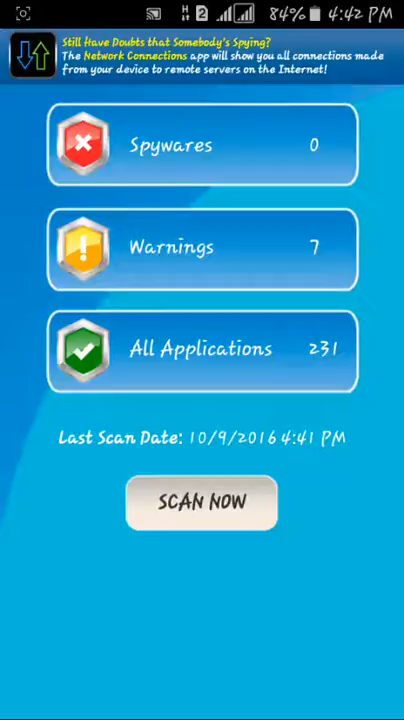 2 84% 4:42 PM
Still Have Doubts that Somebody's Spying?
The Network Connections app will show you all connections made
from your device to remote servers on the Internet!
Spywares 0
Warnings 7
All Applications 231
Last Scan Date: 10/9/2016 4:41 PM
SCAN NOW